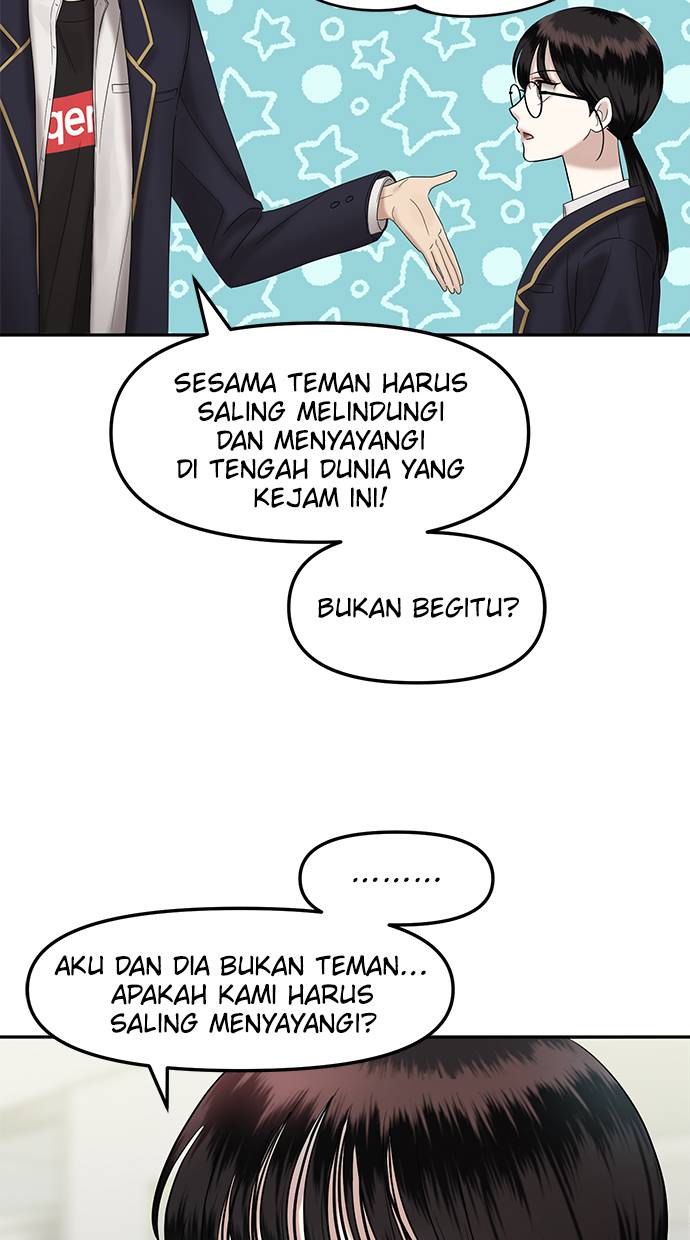 qer
SESAMA TEMAN HARUS
SALING MELINDUNGI
DAN MENYAYANGI
DI TENGAH DUNIA YANG
KEJAM INI!
BUKAN BEGITU?
.........
AKU DAN DIA BUKAN TEMAN...
APAKAH KAMI HARUS
SALING MENYAYANGI?